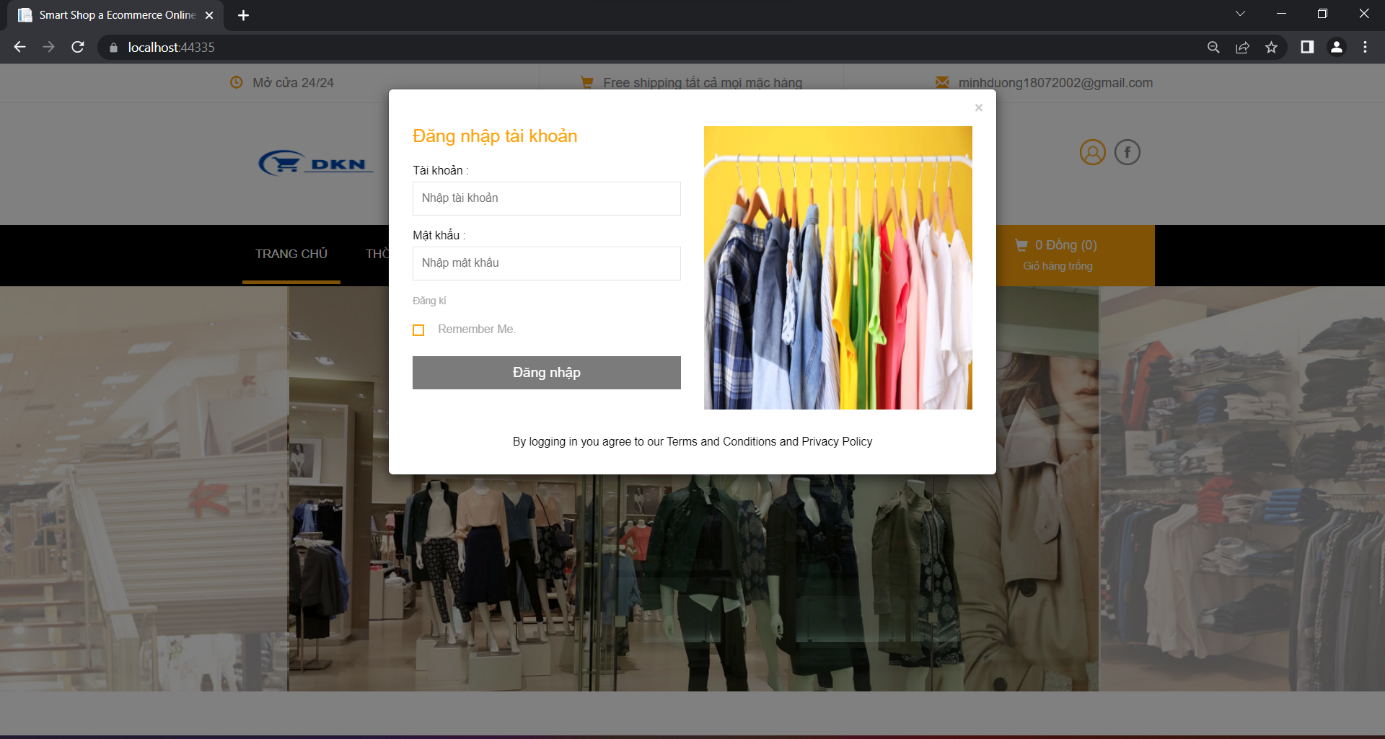 Smart Shop a Ecommerce Online
localhost:44335
Mở cửa 24/24
Free shipping tất cả mọi mặc hàng
minhduong18072002@gmail.com
DKN
TRANG CHỦ
0 Đồng (0)
Giỏ hàng trống
Đăng nhập tài khoản
Tài khoản :
Nhập tài khoản
Mật khẩu :
Nhập mật khẩu
Đăng kí
Remember Me.
Đăng nhập
By logging in you agree to our Terms and Conditions and Privacy Policy